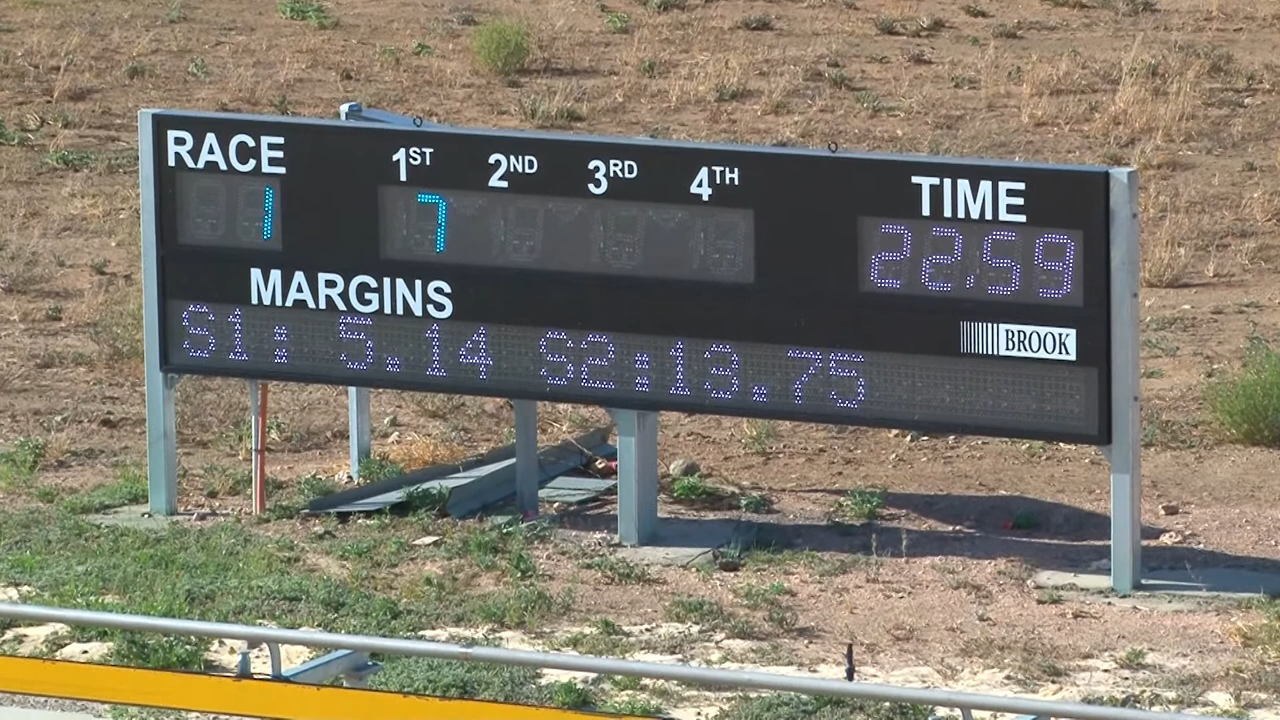 RACE 1ST 2ND 3RD 4TH TIME
1 7 22.59
MARGINS
BROOK
S1: 5.14 S2:13.75